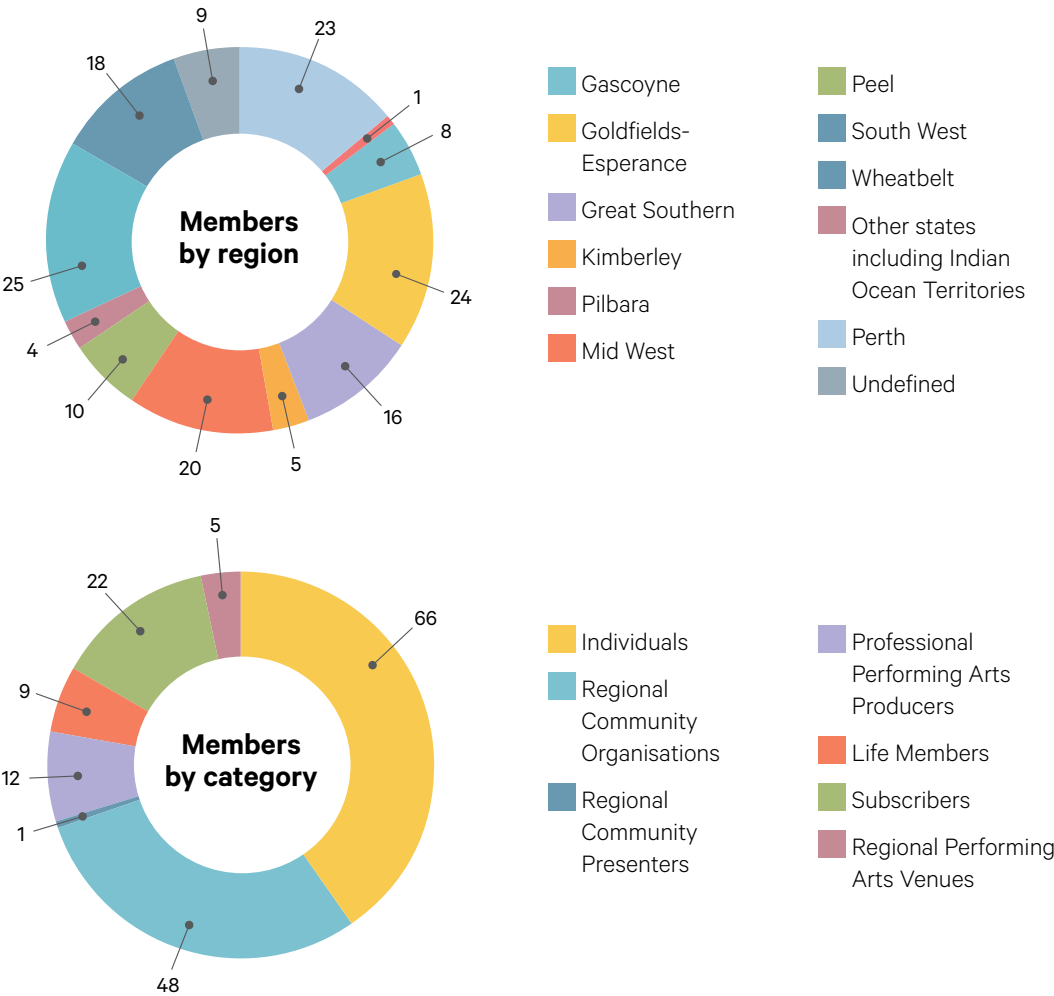 9
23
18
1
8
Members
by region
25
24
4
10
16
20
5
Gascoyne
Goldfields-
Esperance
Great Southern
Kimberley
Pilbara
Mid West
Peel
South West
Wheatbelt
Other states
including Indian
Ocean Territories
Perth
Undefined
5
22
66
9
Members
by category
12
1
48
Individuals
Regional
Community
Organisations
Regional
Community
Presenters
Professional
Performing Arts
Producers
Life Members
Subscribers
Regional Performing
Arts Venues